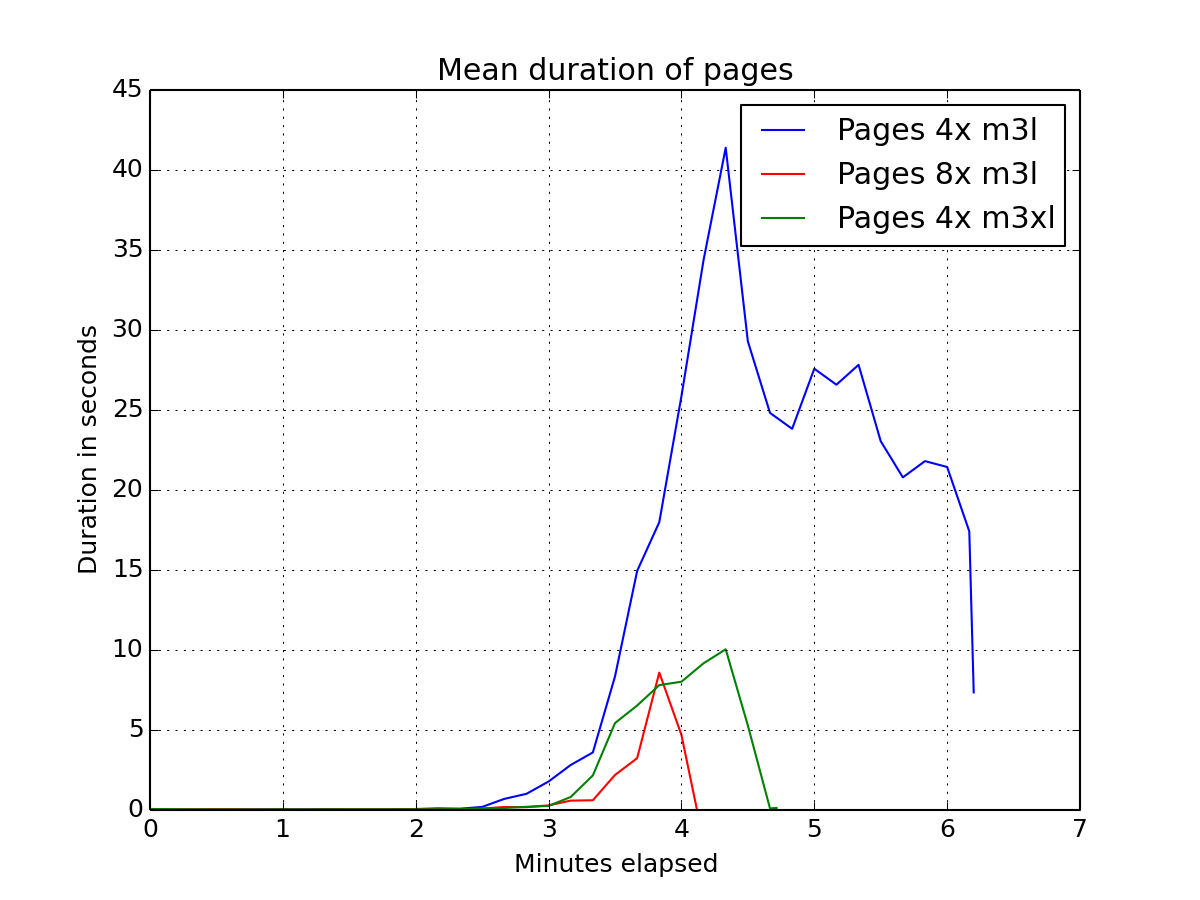 Mean duration of pages
45
40
35
30
25
20
15
10
5
0
Duration in seconds
Pages 4x m3l
Pages 8x m3l
Pages 4x m3xl
0 1 2 3 4 5 6 7
Minutes elapsed